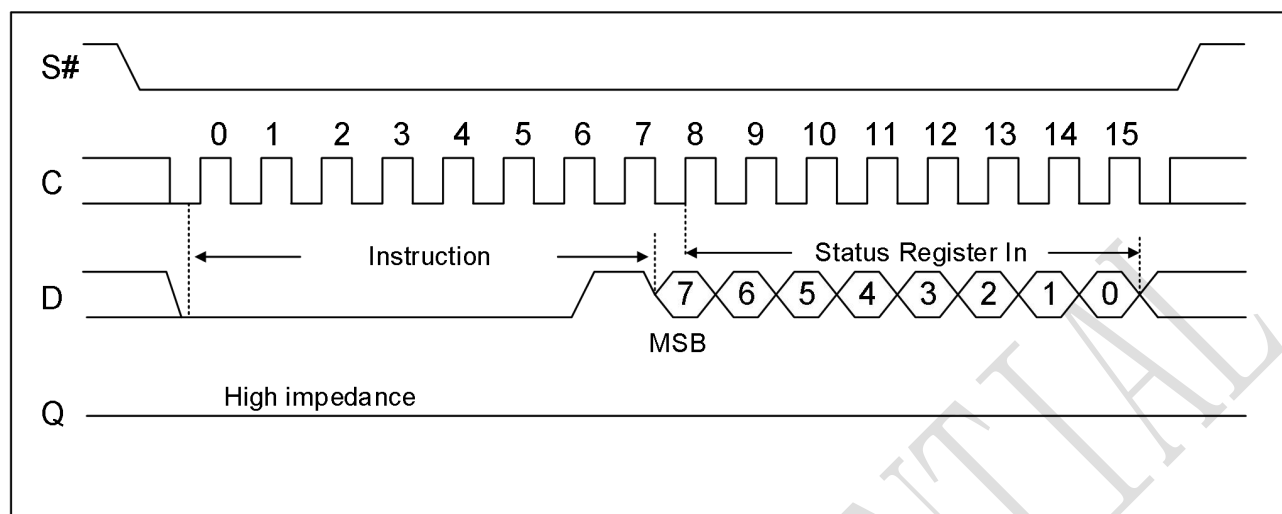 S#
0 1 2 3 4 5 6 7 8 9 10 11 12 13 14 15
C
Instruction Status Register In
D 7 6 5 4 3 2 1 0
MSB
High impedance
Q
NTIAL